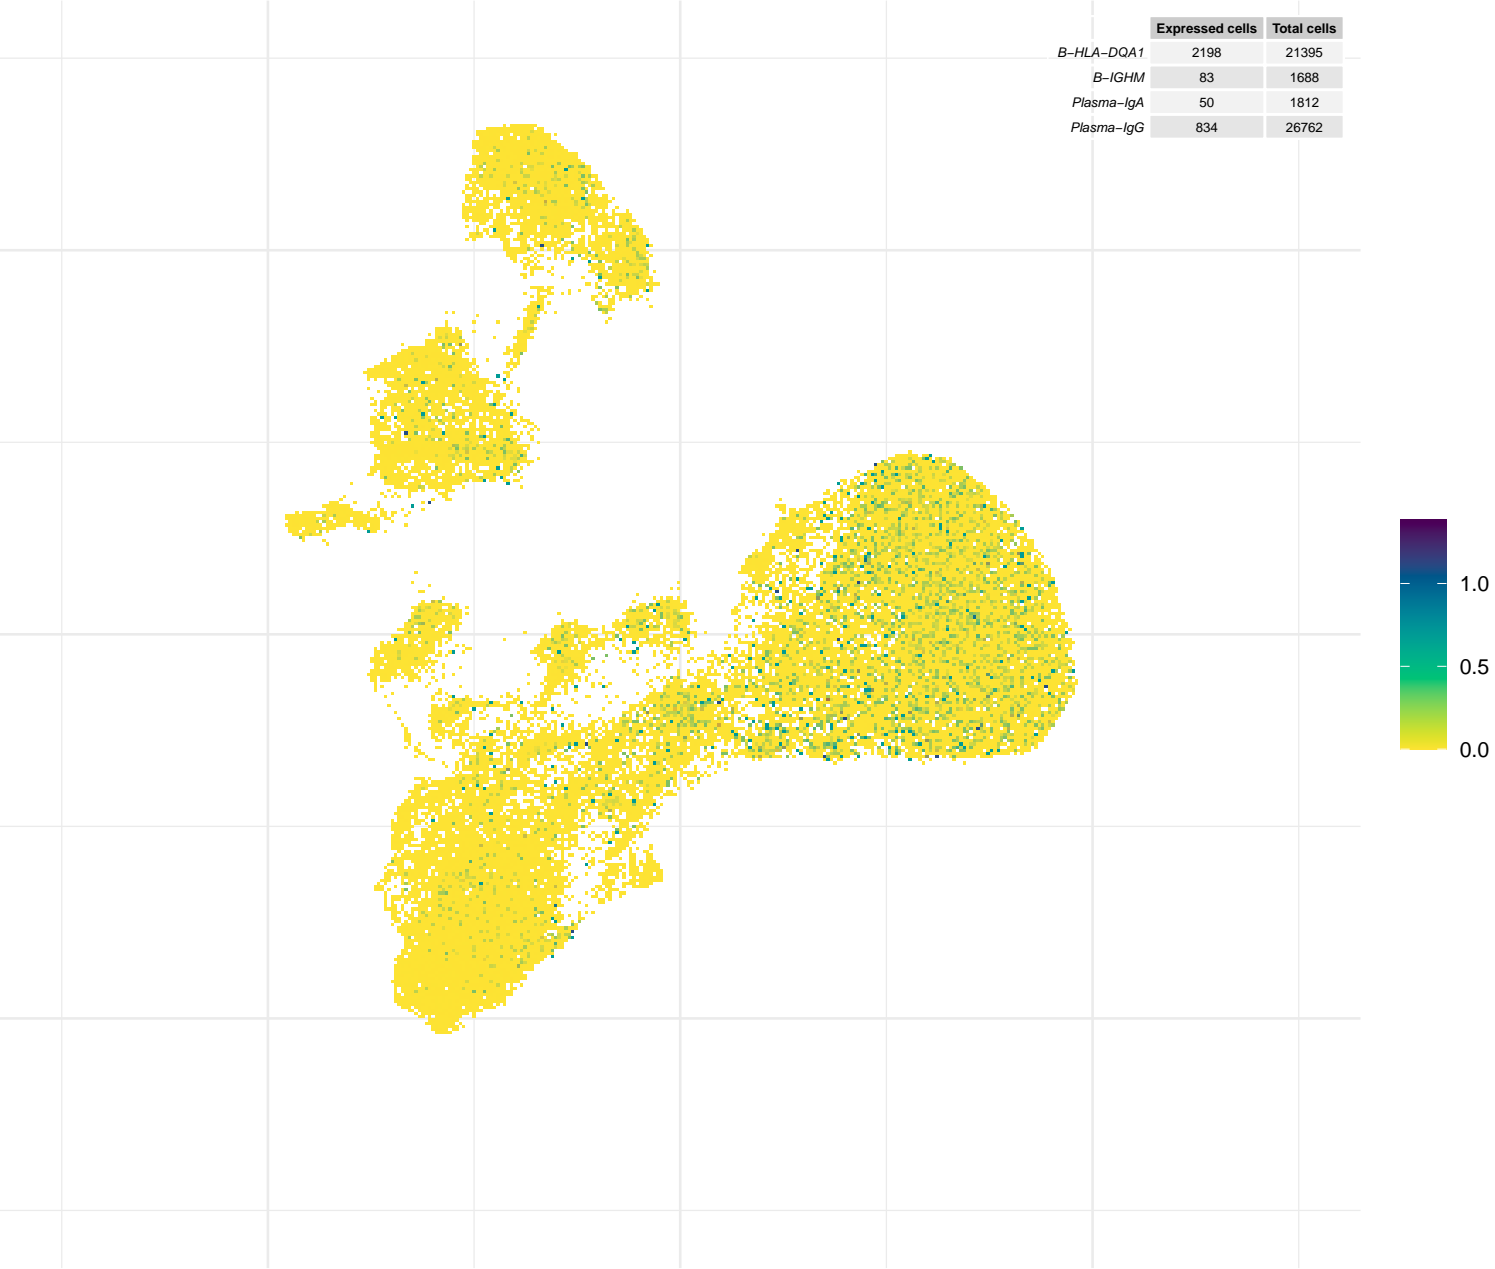 Expressed cells Total cells
B−HLA−DQA1 2198 21395
B−IGHM 83 1688
Plasma−IgA 50 1812
Plasma−IgG 834 26762
1.0
0.5
0.0